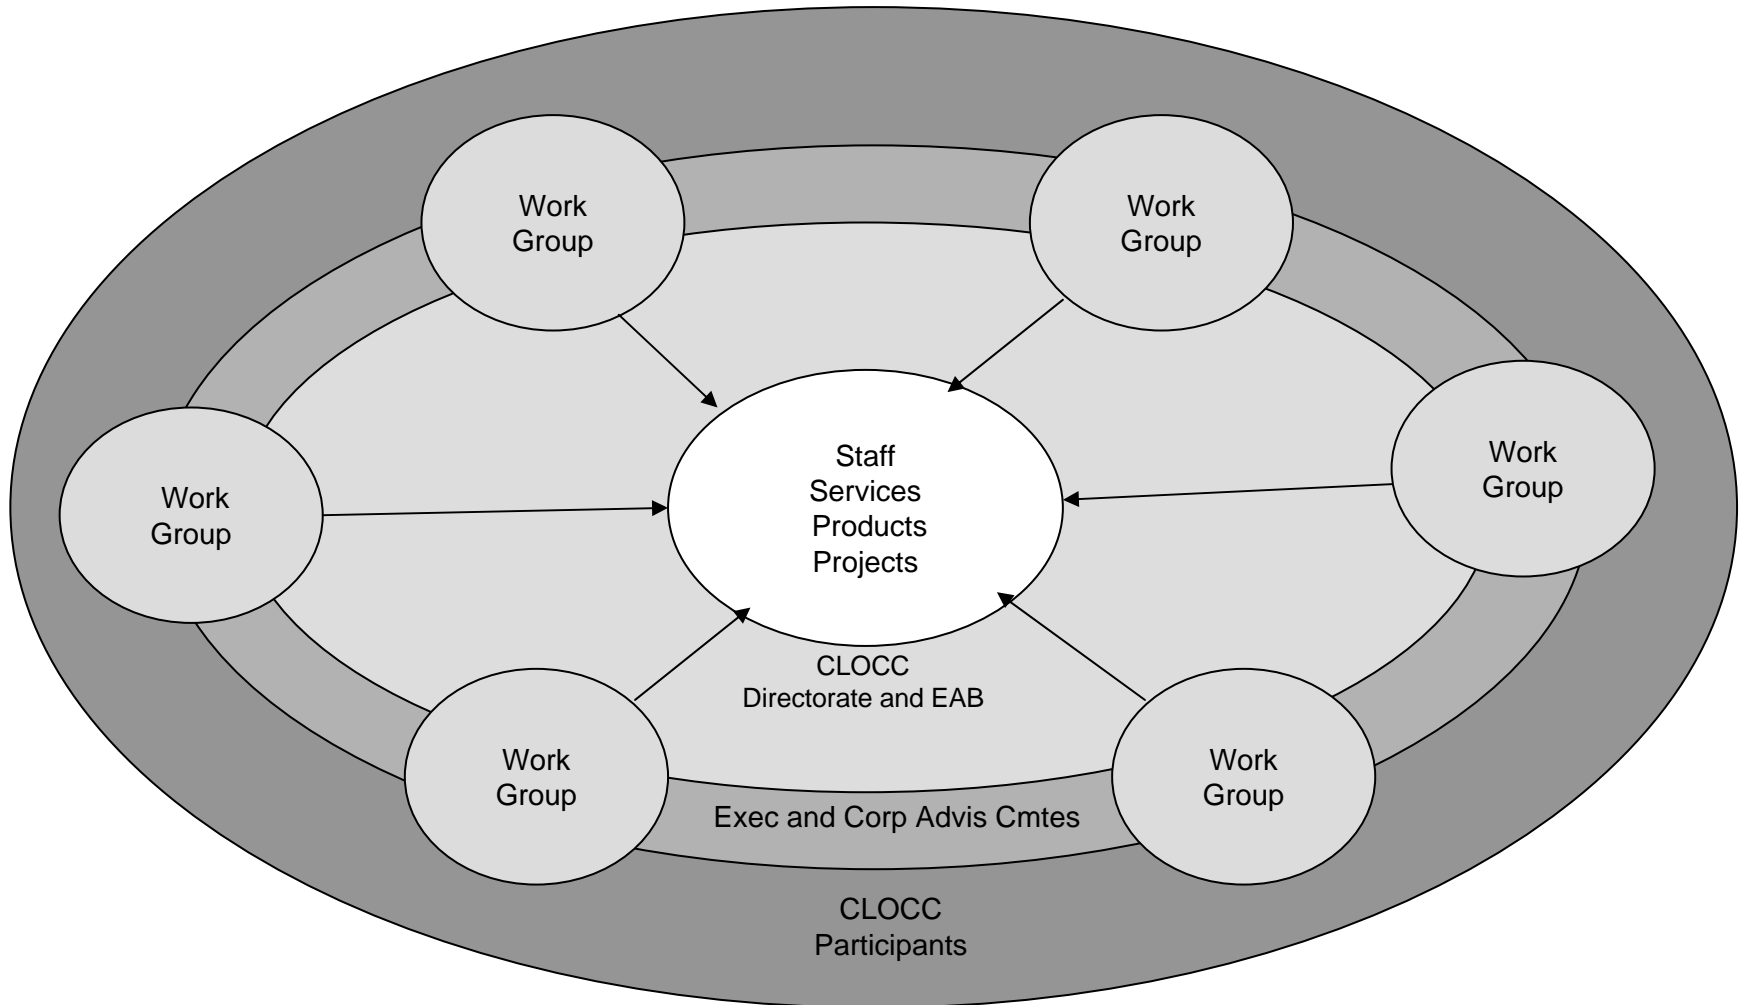 Work
Group
Work
Group
Work
Group
Work
Group
Staff
Services
Products
Projects
CLOCC
Directorate and EAB
Work
Group
Work
Group
Exec and Corp Advis Cmtes
CLOCC
Participants